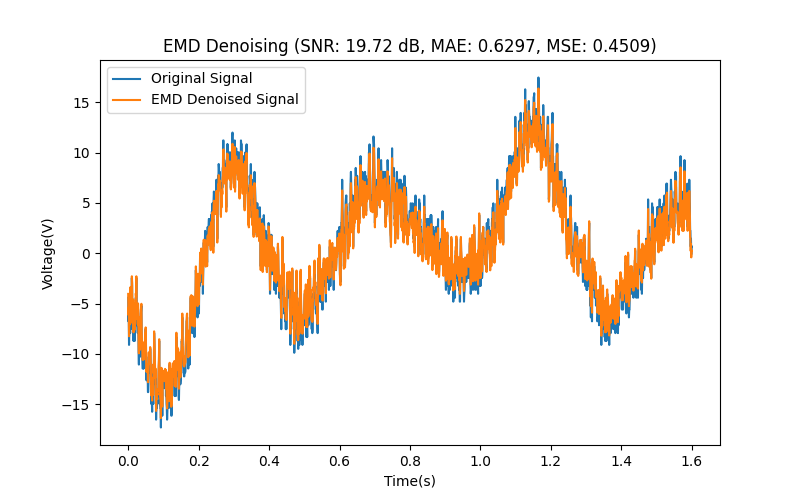 EMD Denoising (SNR: 19.72 dB, MAE: 0.6297, MSE: 0.4509)
Original Signal
EMD Denoised Signal
15
10
5
0
−5
−10
−15
Voltage(V)
0.0 0.2 0.4 0.6 0.8 1.0 1.2 1.4 1.6
Time(s)